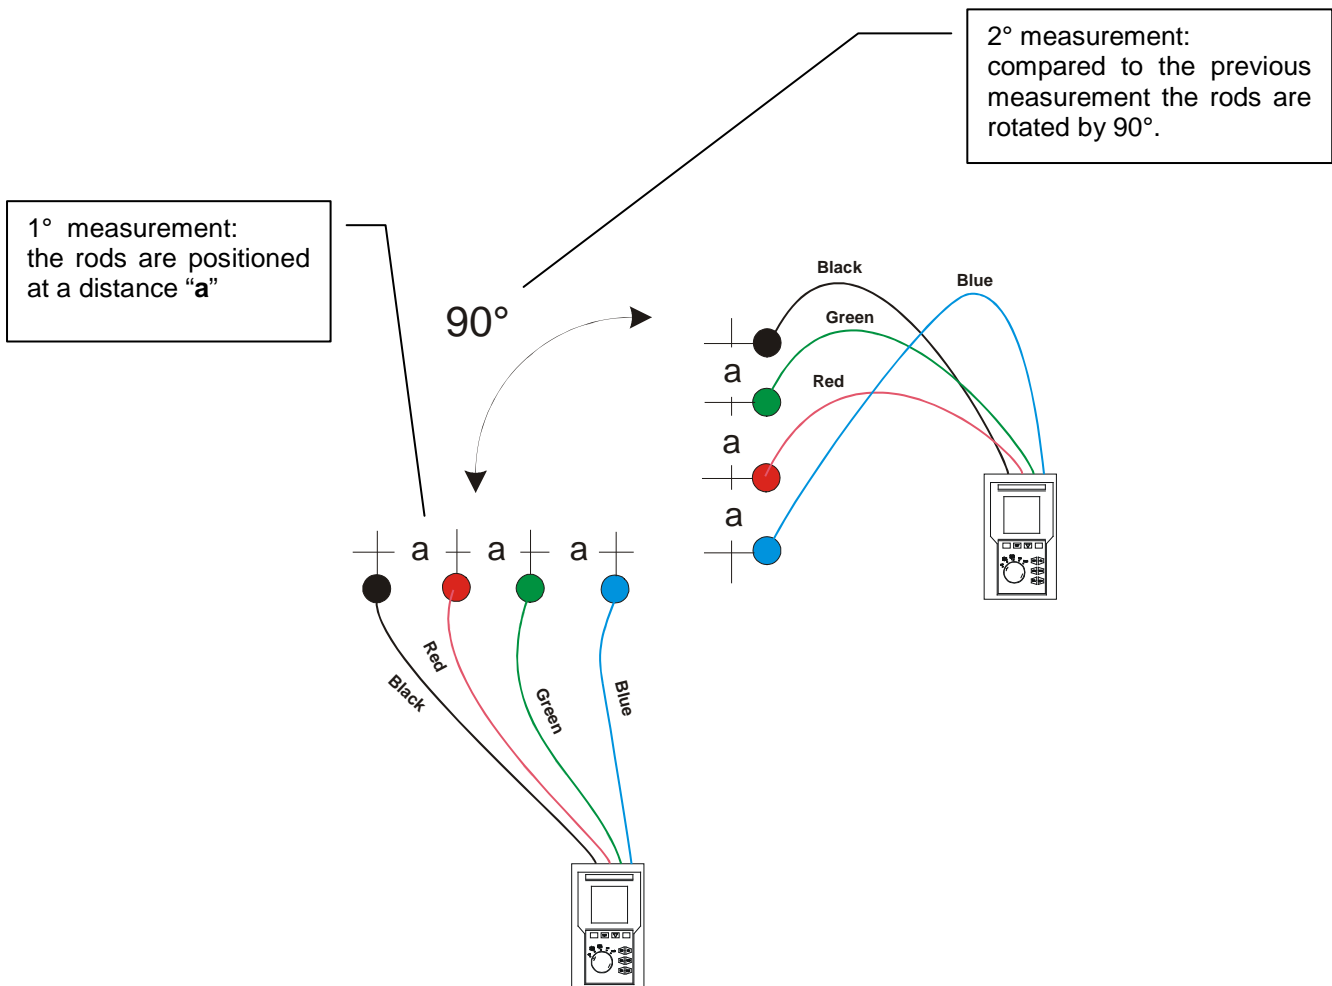 2° measurement:
compared to the previous
measurement the rods are
rotated by 90°.
1° measurement:
the rods are positioned
at a distance “a”
90°
Black
Blue
Green
Red
a
a
a
a
a
a
Red
Black
Green
Blue